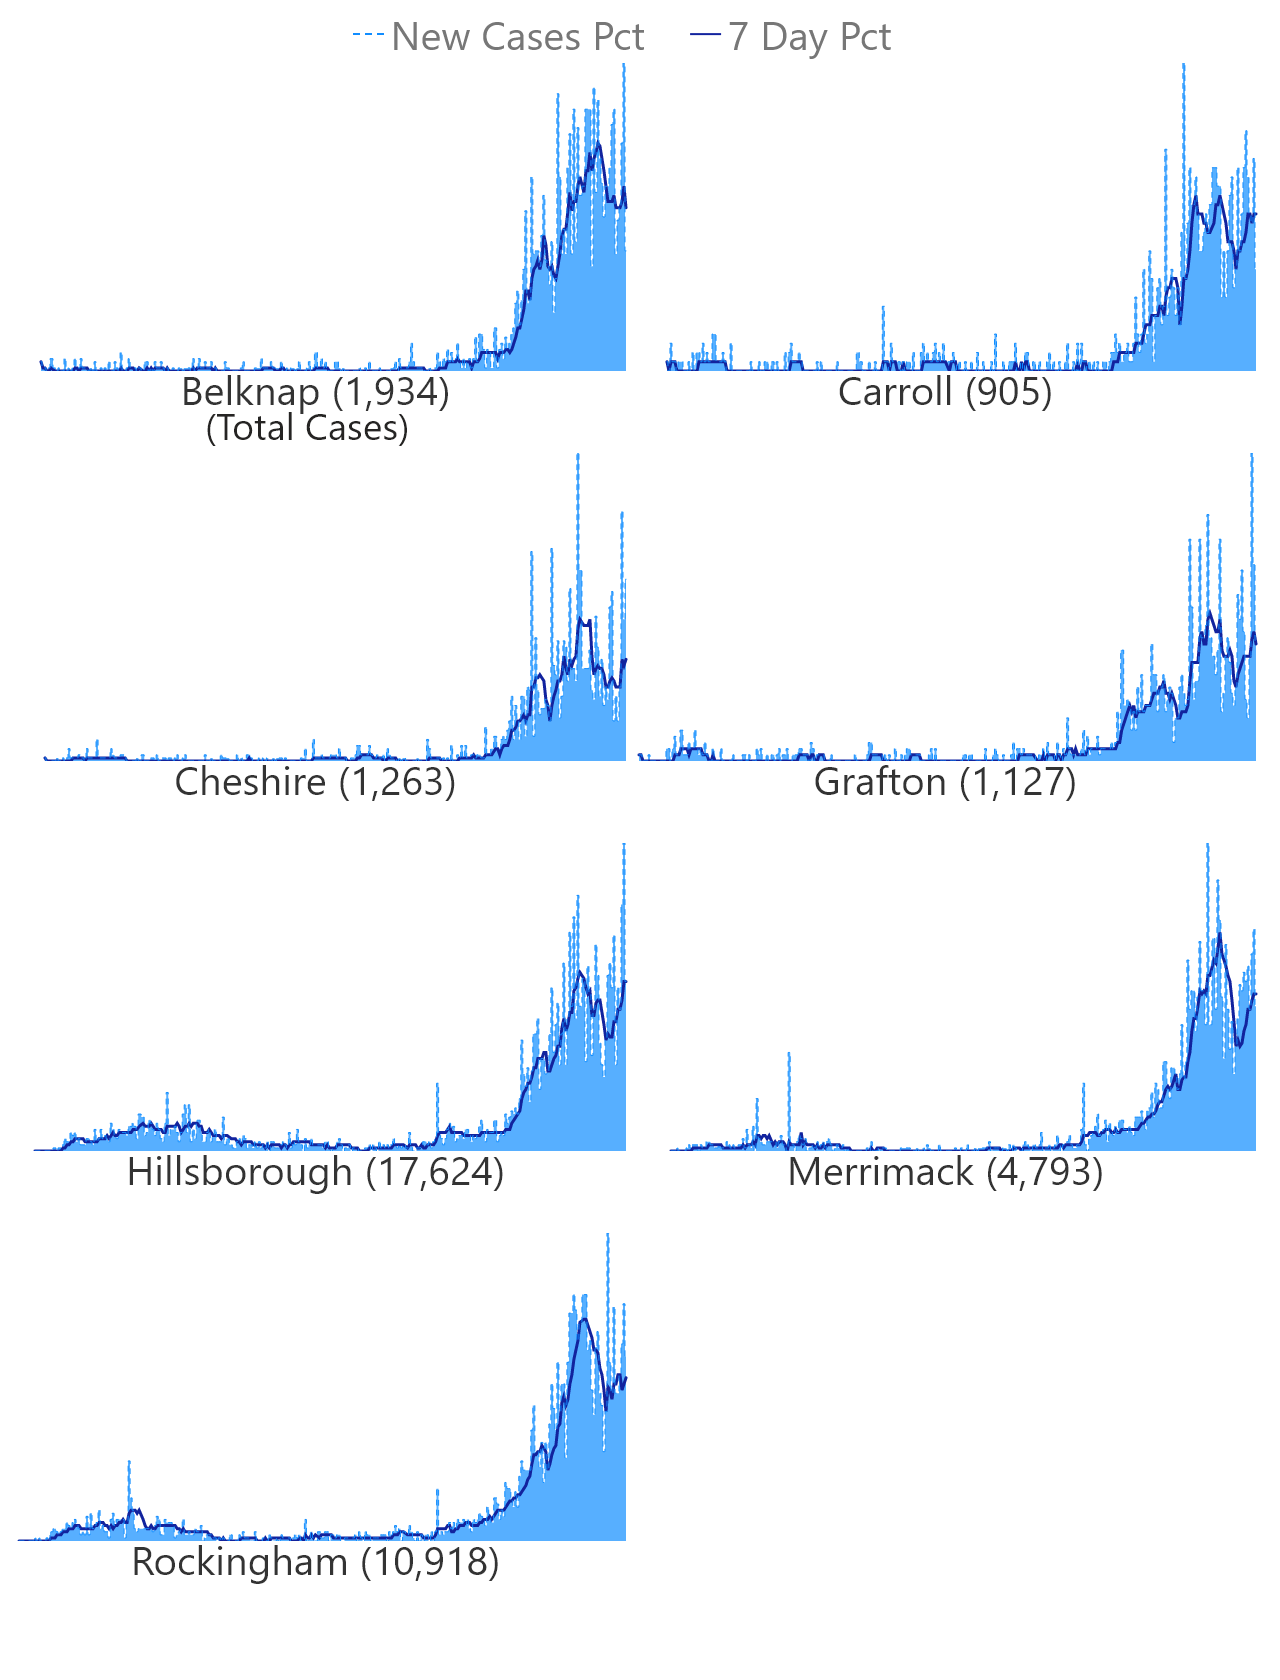 New Cases Pct 7 Day Pct
Belknap (1,934) Carroll (905)
(Total Cases)
Cheshire (1,263) Grafton (1,127)
Hillsborough (17,624) Merrimack (4,793)
Rockingham (10,918)